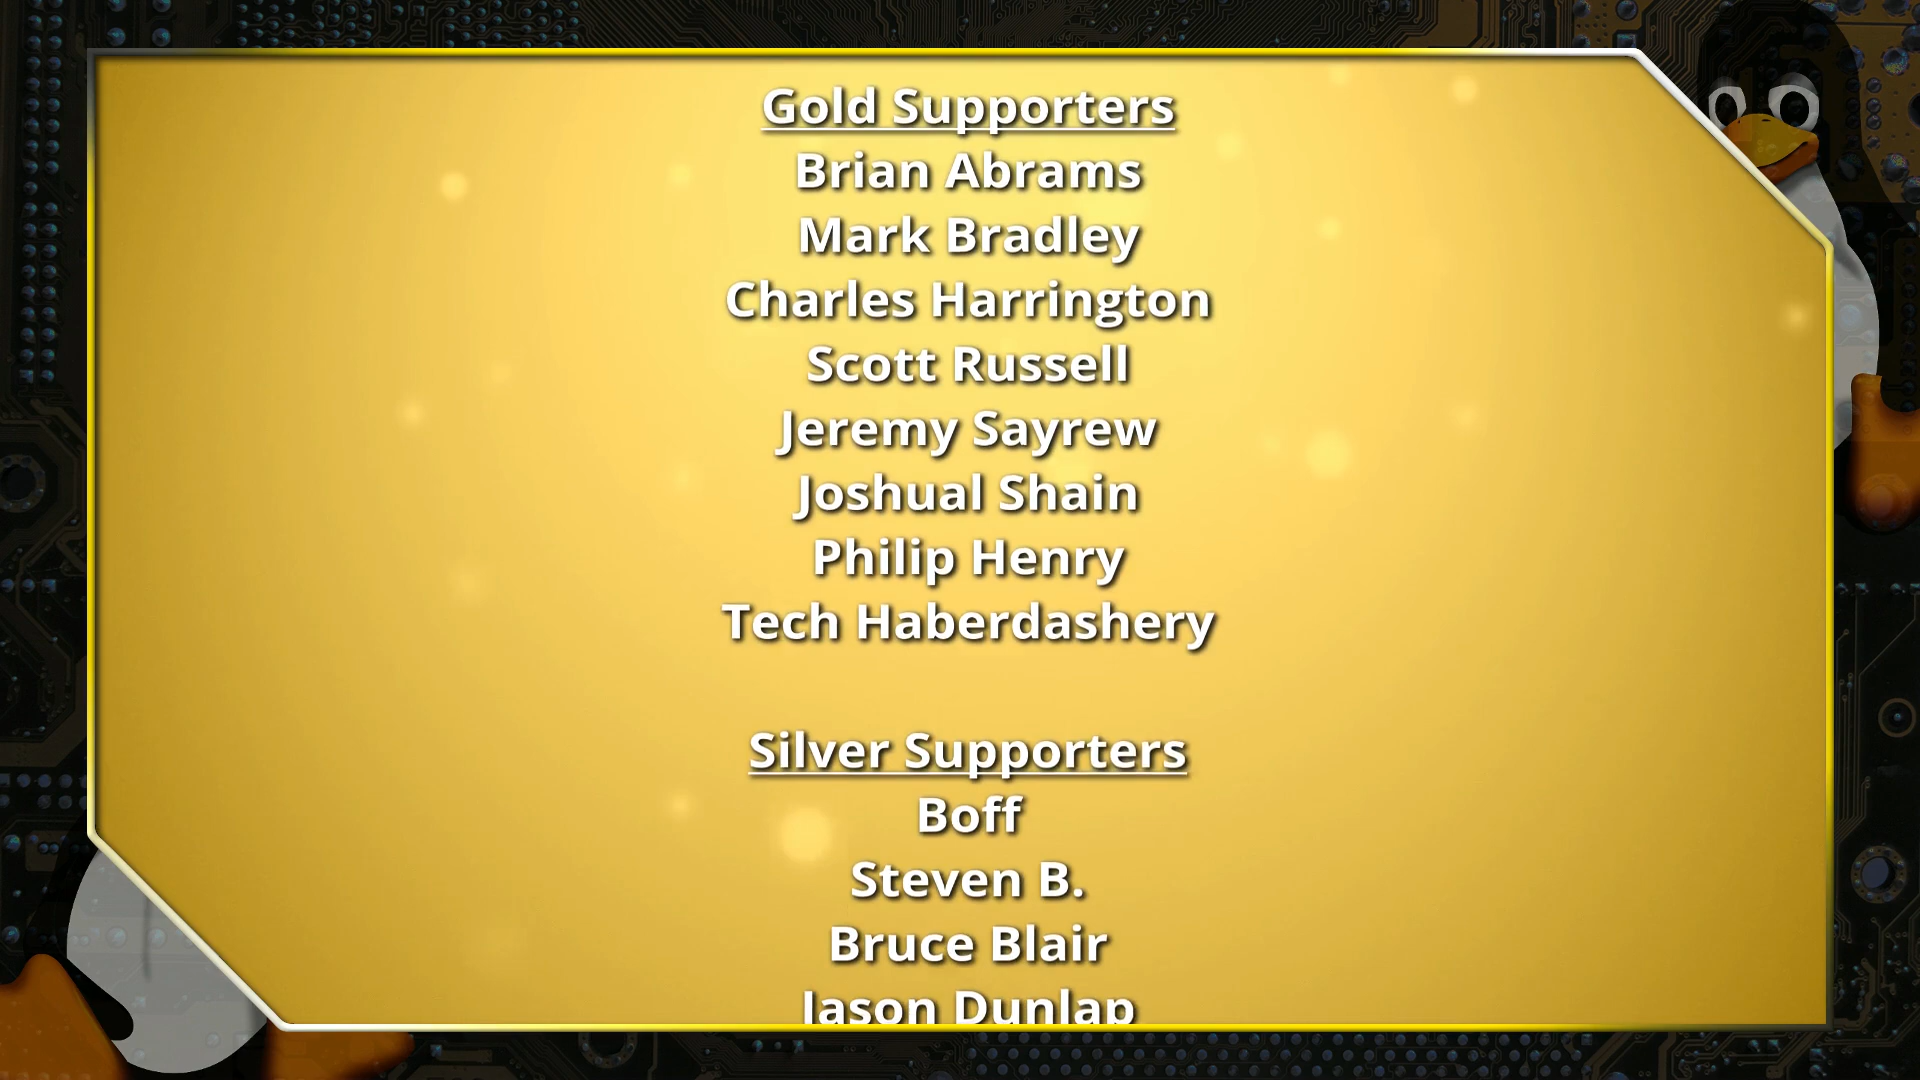 Gold Supporters
Brian Abrams
Mark Bradley
Charles Harrington
Scott Russell
Jeremy Sayrew
Joshual Shain
Philip Henry
Tech Haberdashery
Silver Supporters
Boff
Steven B.
Bruce Blair
Jason Dunlap